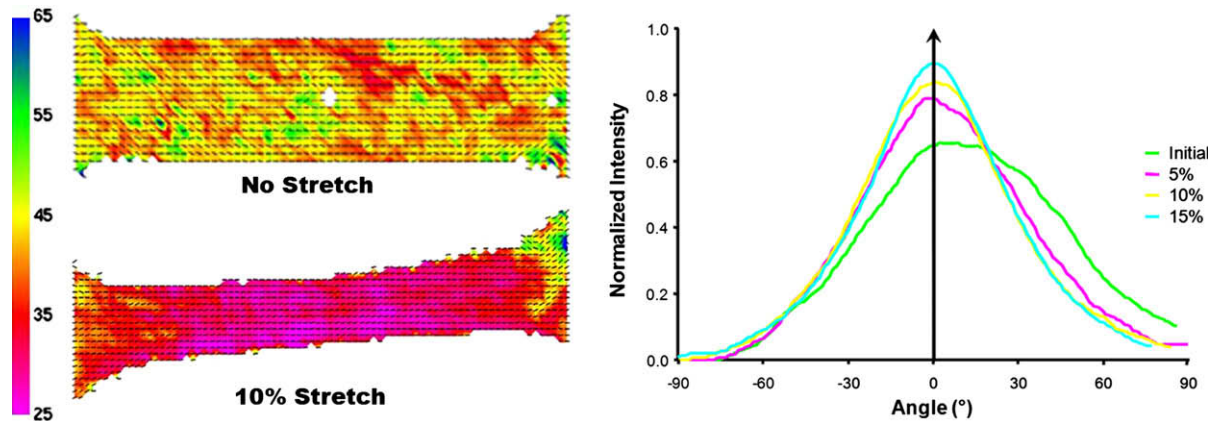 65
55
45
35
25
No Stretch
10% Stretch
Normalized Intensity
1.0
0.8
0.6
0.4
0.2
0.0
-90 -60 -30 0 30 60 90
Angle (°)
Initial
5%
10%
15%